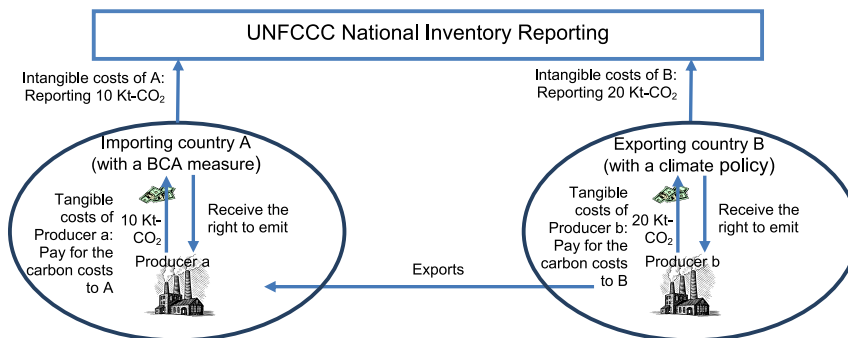 UNFCCC National Inventory Reporting
Intangible costs of A:
Reporting 10 Kt-CO₂
Intangible costs of B:
Reporting 20 Kt-CO₂
Importing country A
(with a BCA measure)
Tangible
costs of
Producer a:
Pay for the
carbon costs
to A
10 Kt-
CO₂
Receive the
right to emit
Producer a
Exports
Exporting country B
(with a climate policy)
Tangible
costs of
Producer b:
Pay for the
carbon costs
to B
20 Kt-
CO₂
Receive the
right to emit
Producer b